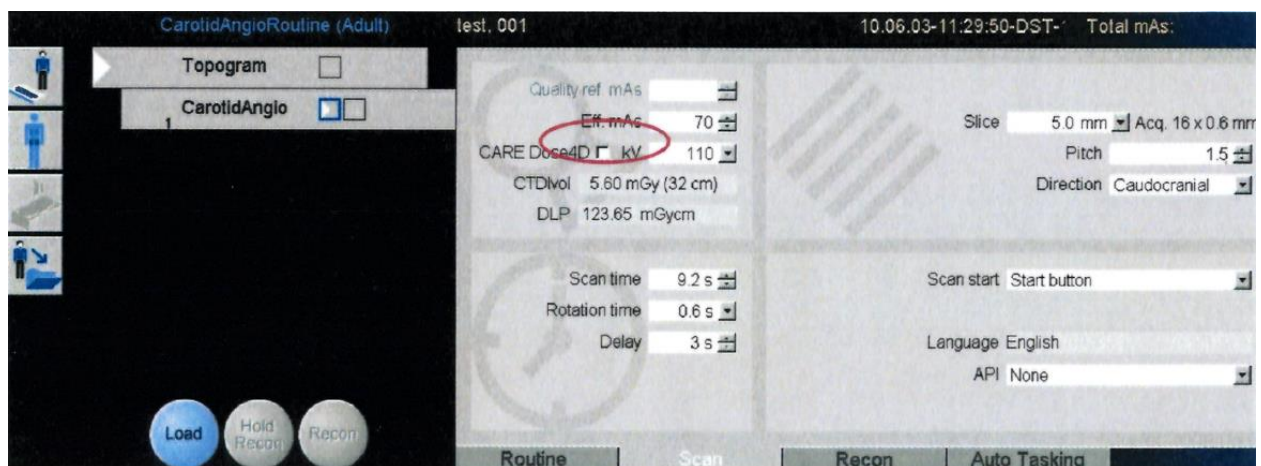 CarotidAngioRoutine (Adult)
test, 001
10.06.03-11:29:50-DST-
Total mAs:
Topogram
CarotidAngio
1
Load
Hold Recon
Recon
Quality ref. mAs
Eff. mAs 70
CARE Dose4D kV 110
CTDIvol 5.60 mGy (32 cm)
DLP 123.65 mGycm
Slice 5.0 mm Acq. 16 x 0.6 mm
Pitch 1.5
Direction Caudocranial
Scan time 9.2 s
Rotation time 0.6 s
Delay 3 s
Scan start Start button
Language English
API None
Routine Scan Recon Auto Tasking